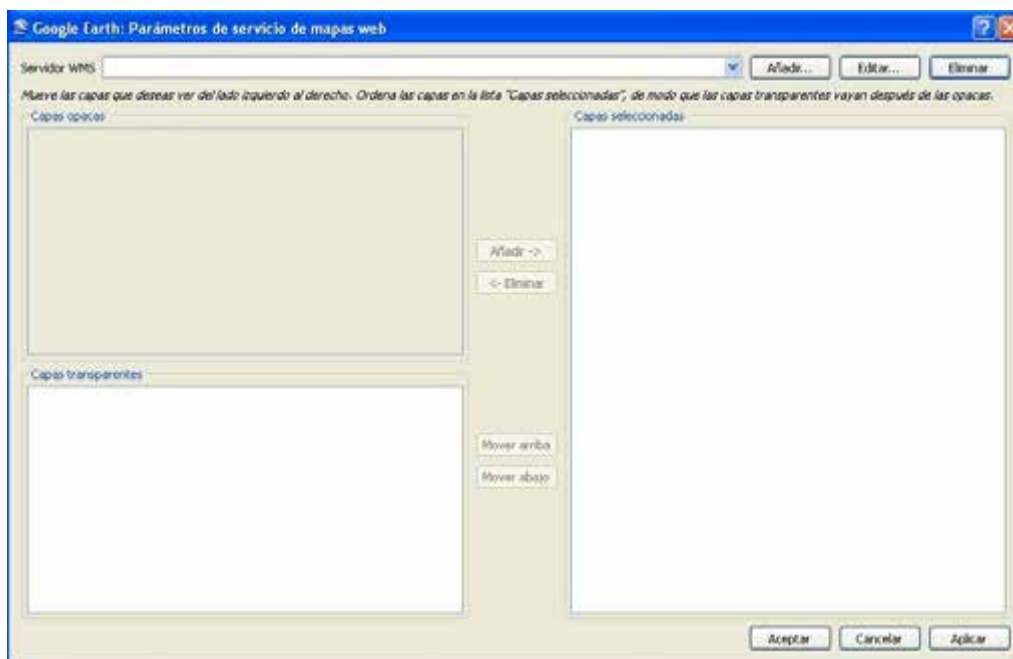 Google Earth: Parámetros de servicio de mapas web
Servidor WMS
Añadir...
Editar...
Eliminar
Mueve las capas que deseas ver del lado izquierdo al derecho. Ordena las capas en la lista "Capas seleccionadas", de modo que las capas transparentes vayan después de las opacas.
Capas opacas
Capas seleccionadas
Añadir ->
<- Eliminar
Capas transparentes
Mover arriba
Mover abajo
Aceptar
Cancelar
Aplicar